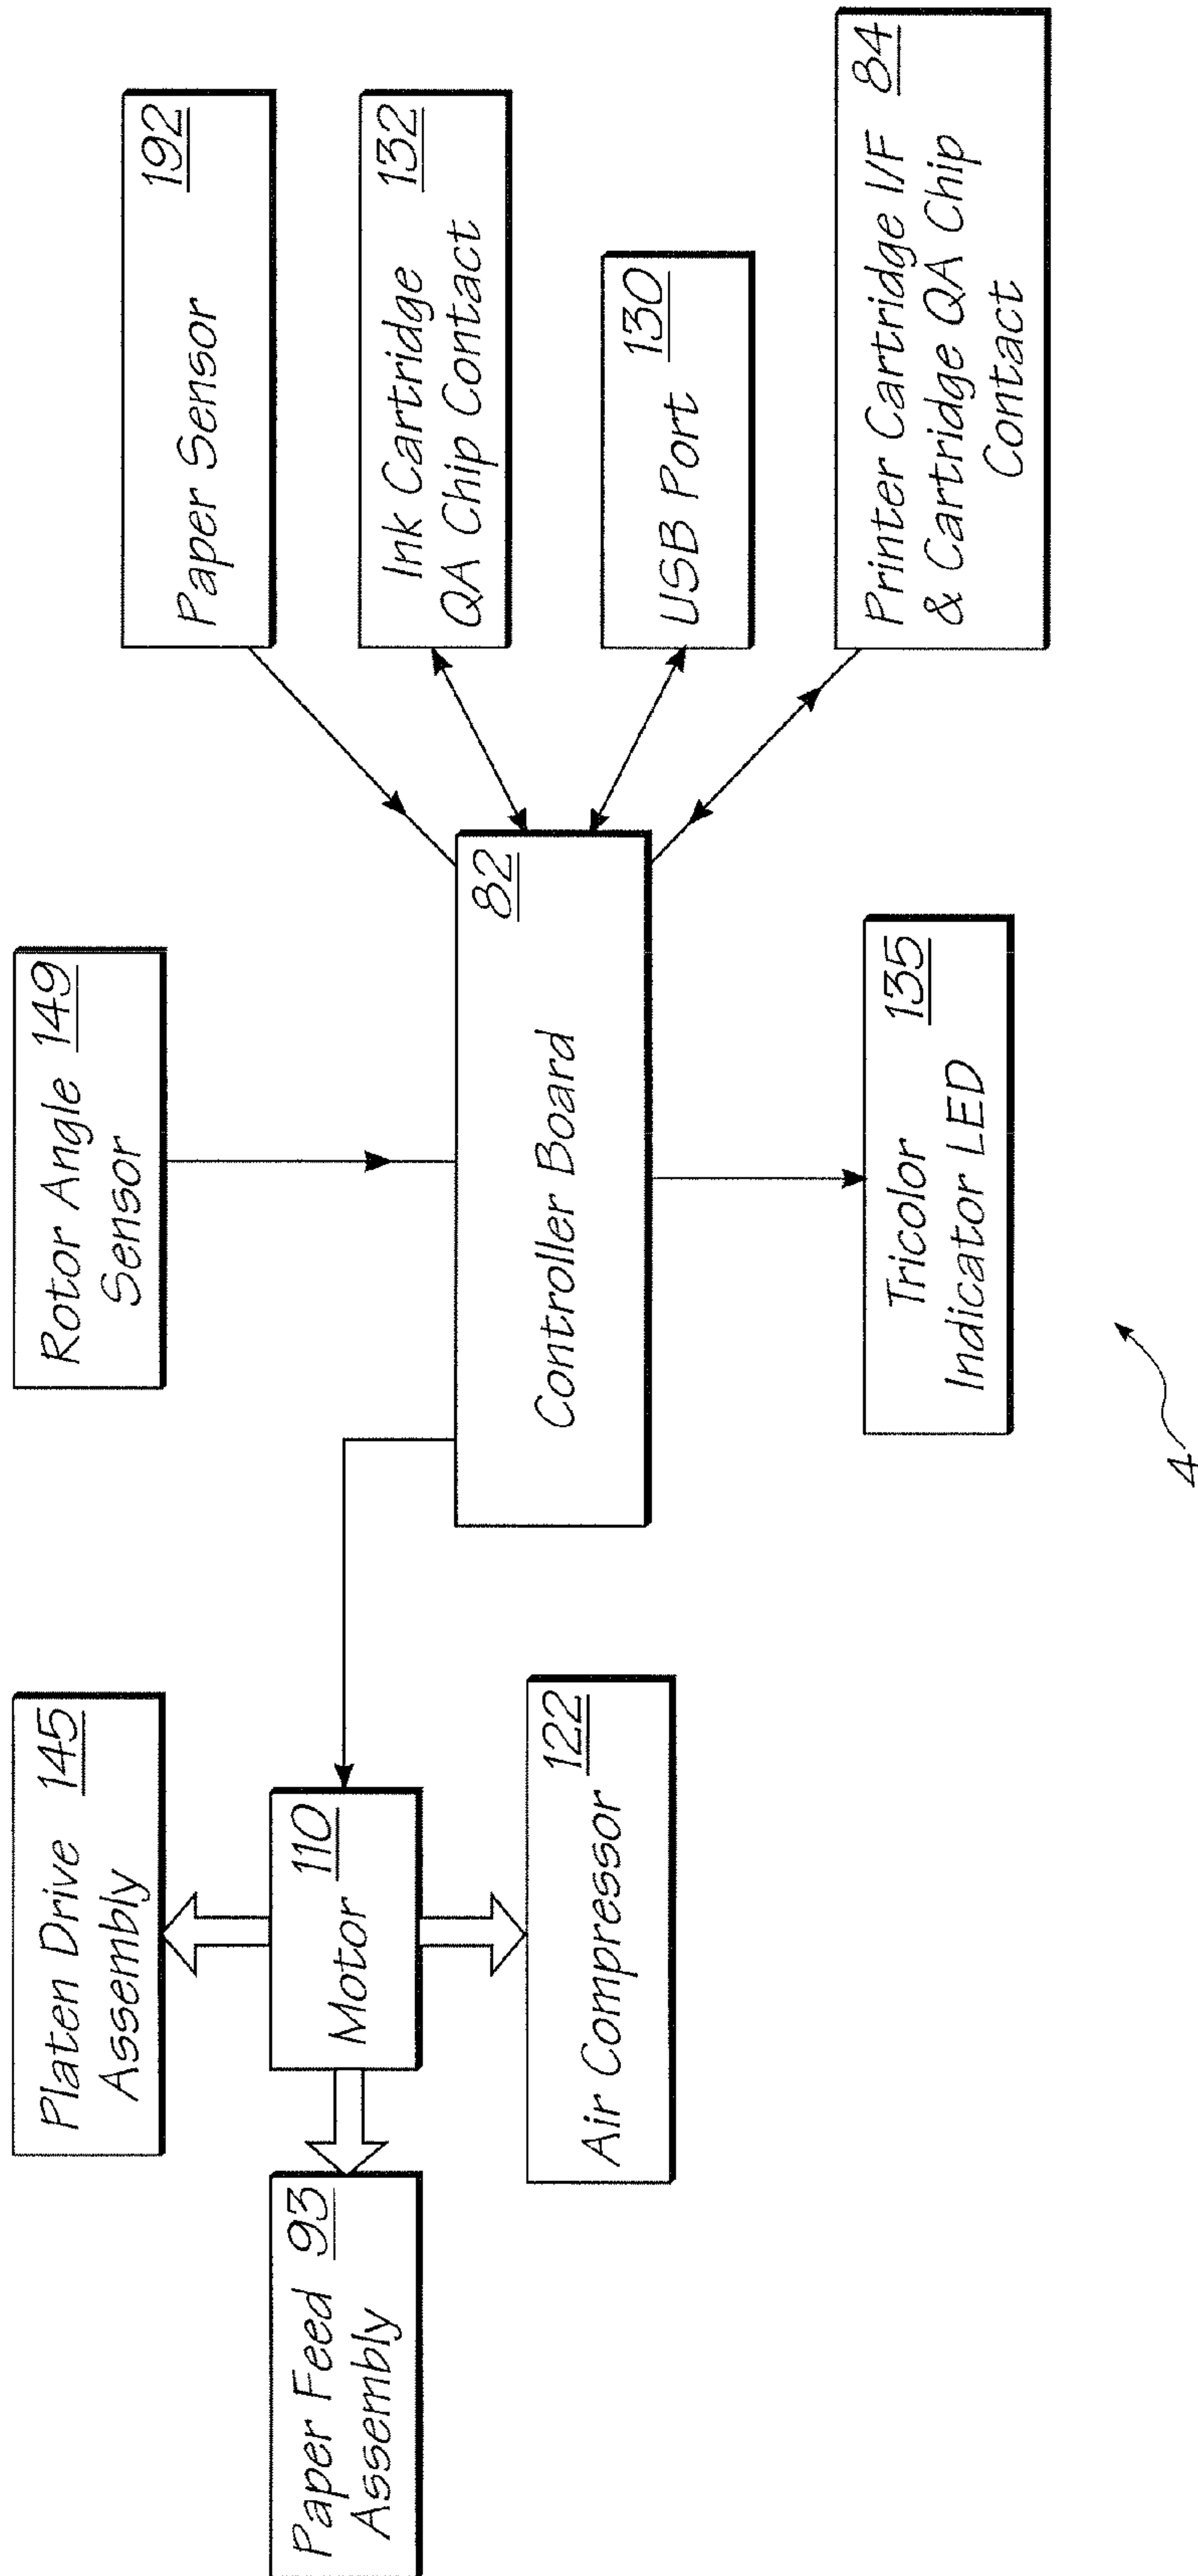 Platen Drive 145
Assembly
Rotor Angle 149
Sensor
Paper Sensor 192
Paper Feed 93
Assembly
Motor 110
Ink Cartridge 132
QA Chip Contact
Controller Board 82
Air Compressor 122
USB Port 130
Tricolor 135
Indicator LED
Printer Cartridge I/F 84
& Cartridge QA Chip
Contact
4